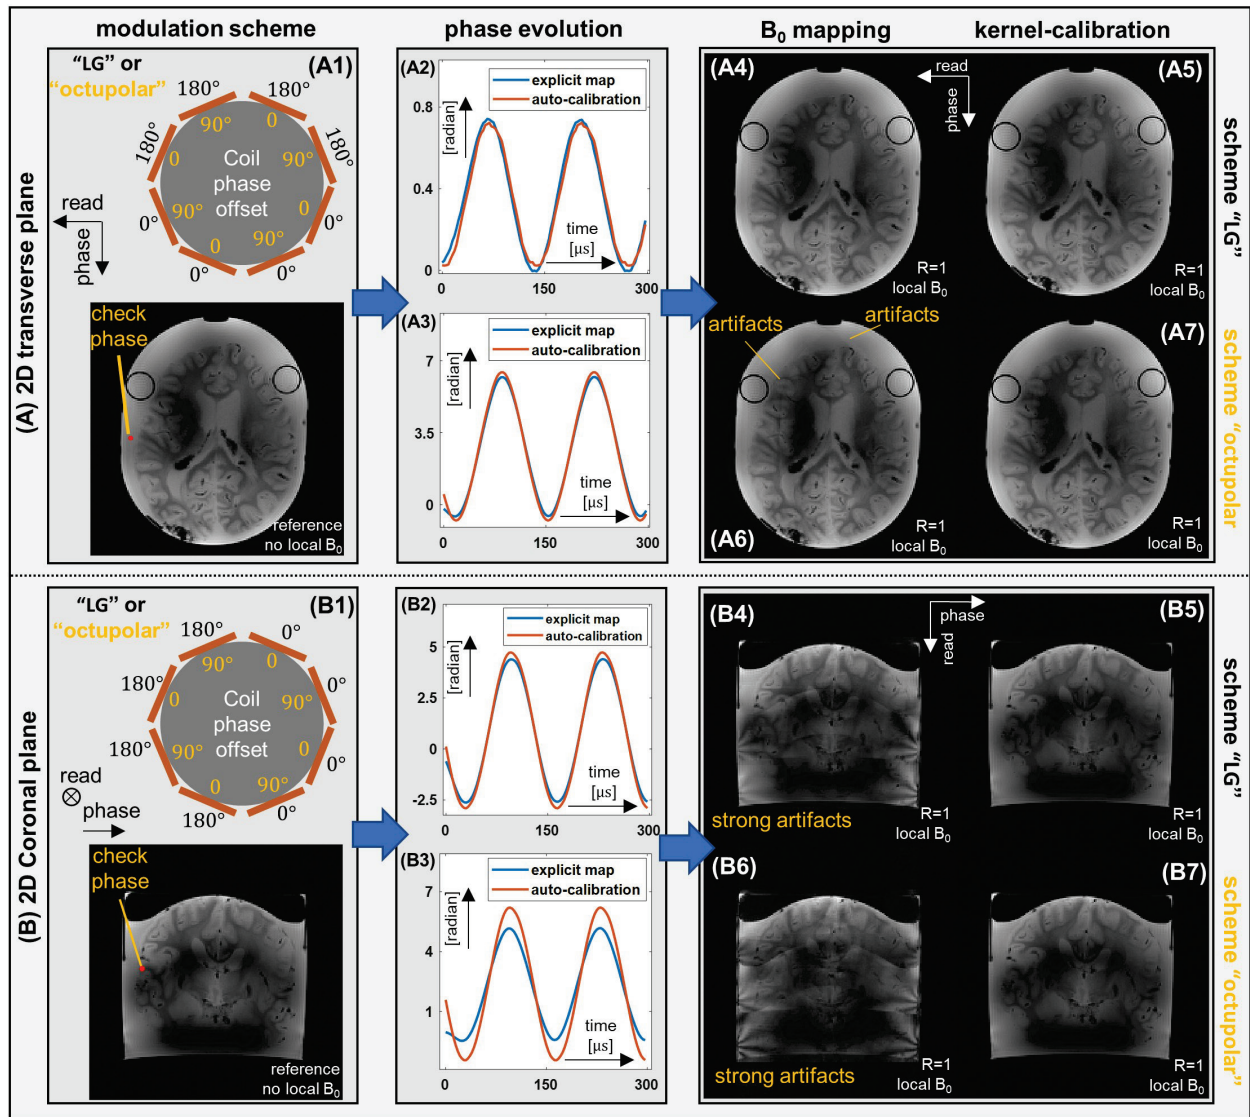 modulation scheme
phase evolution
B₀ mapping
kernel-calibration
(A) 2D transverse plane
“LG” or
“octupolar”
(A1)
180°
180°
180°
180°
0°
0°
0°
0°
90°
0
0
90°
90°
0
0
90°
Coil
phase
offset
read
phase
check
phase
reference
no local B₀
(A2)
explicit map
auto-calibration
[radian]
0.8
0.4
0
time
[μs]
0
150
300
(A3)
explicit map
auto-calibration
[radian]
7
3.5
0
time
[μs]
0
150
300
(A4)
read
phase
(A5)
R=1
local B₀
R=1
local B₀
scheme “LG”
artifacts
artifacts
(A7)
(A6)
R=1
local B₀
R=1
local B₀
scheme “octupolar
(B) 2D Coronal plane
“LG” or
“octupolar”
(B1)
180°
0°
180°
0°
180°
0°
180°
0°
90°
0
0
90°
90°
0
0
90°
Coil
phase
offset
read
phase
check
phase
reference
no local B₀
(B2)
explicit map
auto-calibration
[radian]
5
2.5
0
-2.5
time
[μs]
0
150
300
(B3)
explicit map
auto-calibration
[radian]
7
4
1
time
[μs]
0
150
300
(B4)
phase
read
(B5)
strong artifacts
R=1
local B₀
R=1
local B₀
scheme “LG”
(B6)
(B7)
strong artifacts
R=1
local B₀
R=1
local B₀
scheme “octupolar”